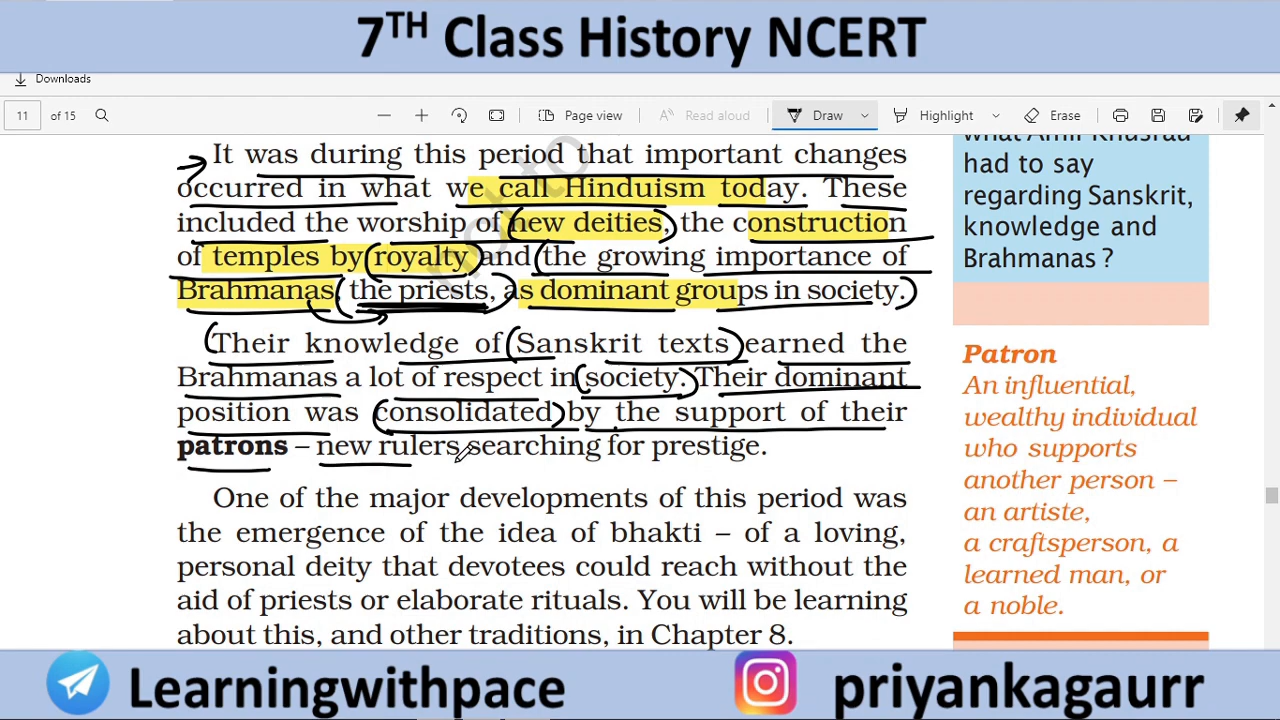 7TH Class History NCERT
Downloads
11 of 15 Page view Read aloud Draw Highlight Erase
It was during this period that important changes
occurred in what we call Hinduism today. These
included the worship of new deities, the construction
of temples by royalty and the growing importance of
Brahmanas, the priests, as dominant groups in society.
Their knowledge of Sanskrit texts earned the
Brahmanas a lot of respect in society. Their dominant
position was consolidated by the support of their
patrons – new rulers searching for prestige.
One of the major developments of this period was
the emergence of the idea of bhakti – of a loving,
personal deity that devotees could reach without the
aid of priests or elaborate rituals. You will be learning
about this, and other traditions, in Chapter 8.
what Amir Khusrau
had to say
regarding Sanskrit,
knowledge and
Brahmanas ?
Patron
An influential,
wealthy individual
who supports
another person –
an artiste,
a craftsperson, a
learned man, or
a noble.
not to
Learningwithpace priyankagaurr